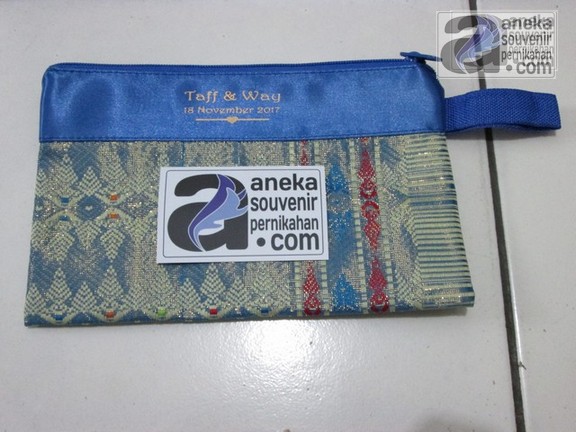 aneka
souvenir
pernikahan
.com
Taff & Way
18 November 2017
a
aneka
souvenir
pernikahan
.com